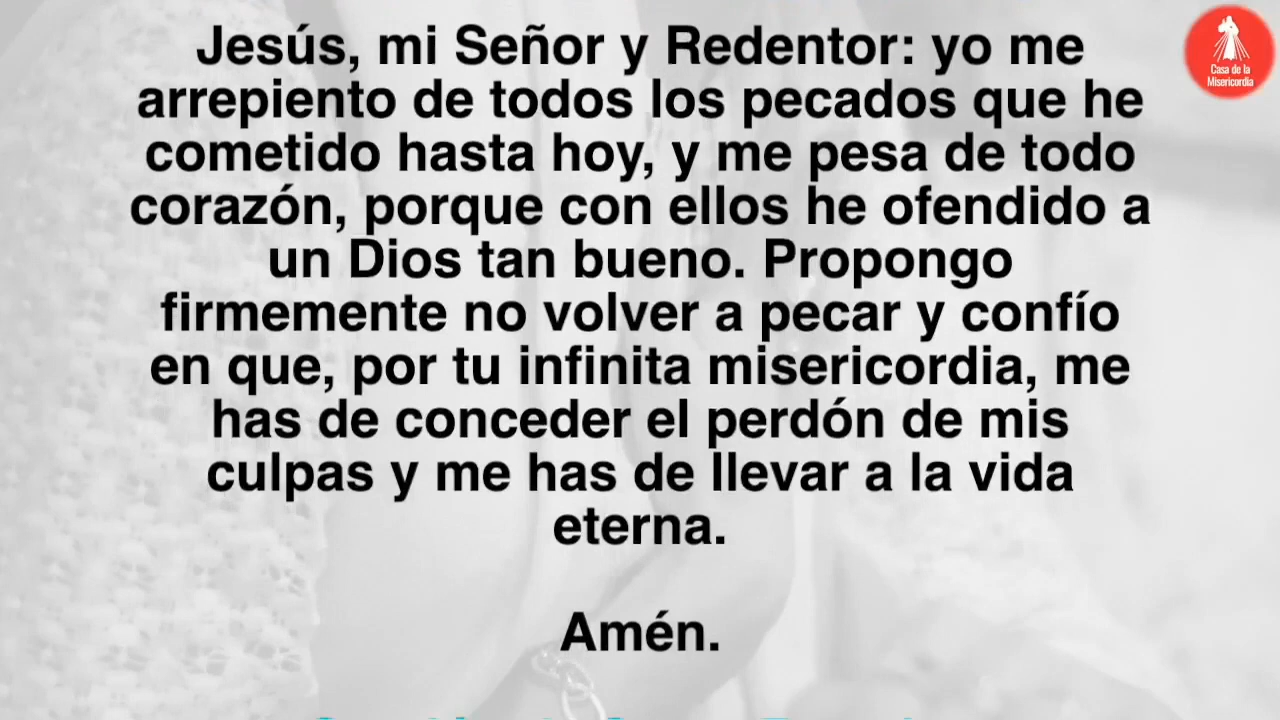 Jesús, mi Señor y Redentor: yo me
arrepiento de todos los pecados que he
cometido hasta hoy, y me pesa de todo
corazón, porque con ellos he ofendido a
un Dios tan bueno. Propongo
firmemente no volver a pecar y confío
en que, por tu infinita misericordia, me
has de conceder el perdón de mis
culpas y me has de llevar a la vida
eterna.
Amén.
Casa de la
Misericordia